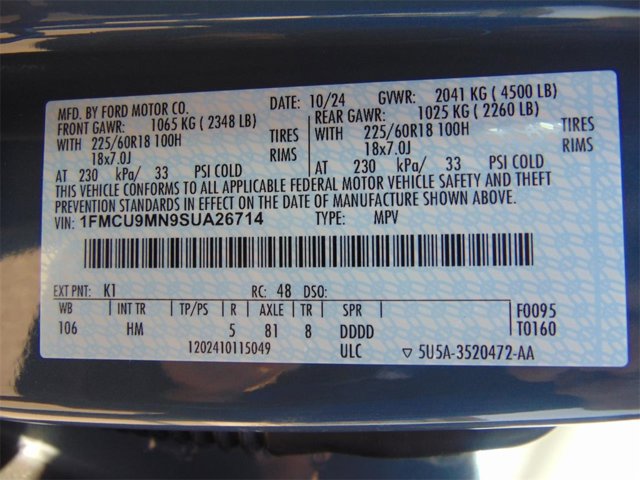 MFD. BY FORD MOTOR CO.
DATE: 10/24 GVWR: 2041 KG ( 4500 LB)
FRONT GAWR: 1065 KG ( 2348 LB)
REAR GAWR: 1025 KG ( 2260 LB)
WITH 225/60R18 100H TIRES
WITH 225/60R18 100H TIRES
18x7.0J RIMS
18x7.0J RIMS
AT 230 kPa/ 33 PSI COLD
AT 230 kPa/ 33 PSI COLD
THIS VEHICLE CONFORMS TO ALL APPLICABLE FEDERAL MOTOR VEHICLE SAFETY AND THEFT
PREVENTION STANDARDS IN EFFECT ON THE DATE OF MANUFACTURE SHOWN ABOVE.
VIN: 1FMCU9MN9SUA26714 TYPE: MPV
EXT PNT: K1 RC: 48 DSO:
WB INT TR TP/PS R AXLE TR SPR F0095
106 HM 5 81 8 DDDD T0160
1202410115049 ULC ▽ 5U5A-3520472-AA